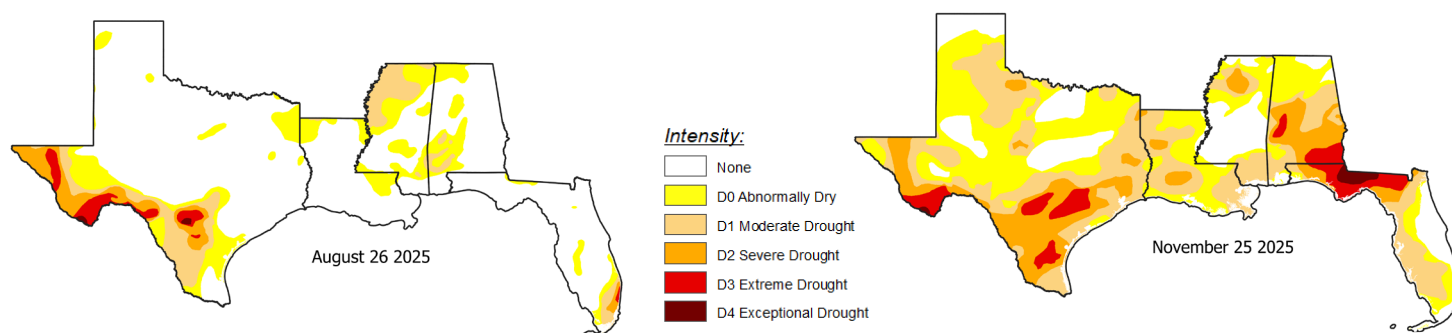 August 26 2025
Intensity:
None
D0 Abnormally Dry
D1 Moderate Drought
D2 Severe Drought
D3 Extreme Drought
D4 Exceptional Drought
November 25 2025